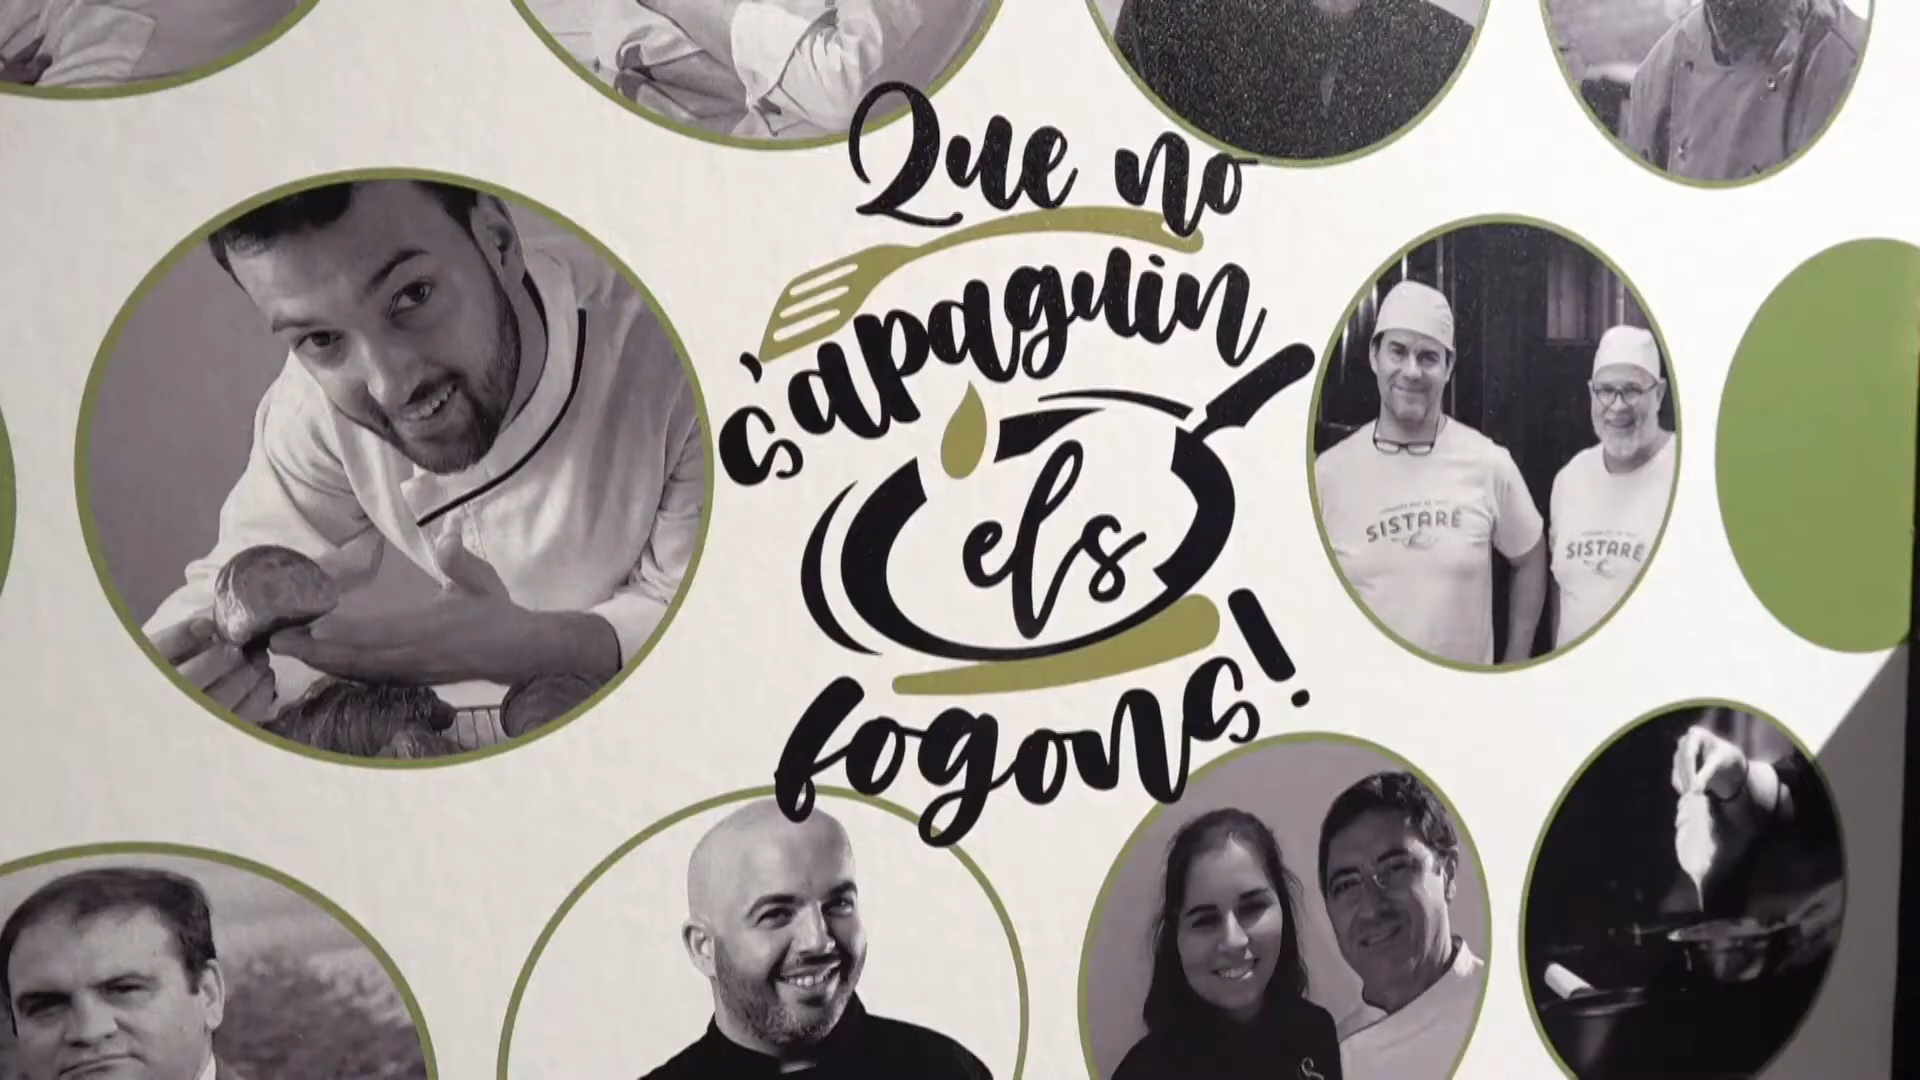 Que no
s'apaguin
els
fogons!
SISTARÉ
SISTARÉ